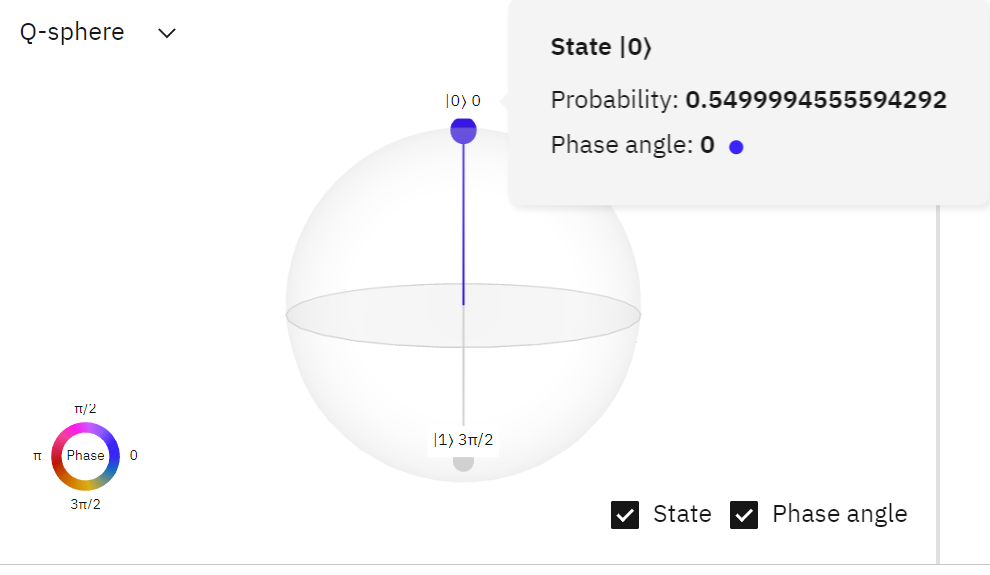 Q-sphere
State |0⟩
Probability: 0.5499994555594292
Phase angle: 0
|0⟩ 0
|1⟩ 3π/2
π/2
π
Phase
0
3π/2
State
Phase angle